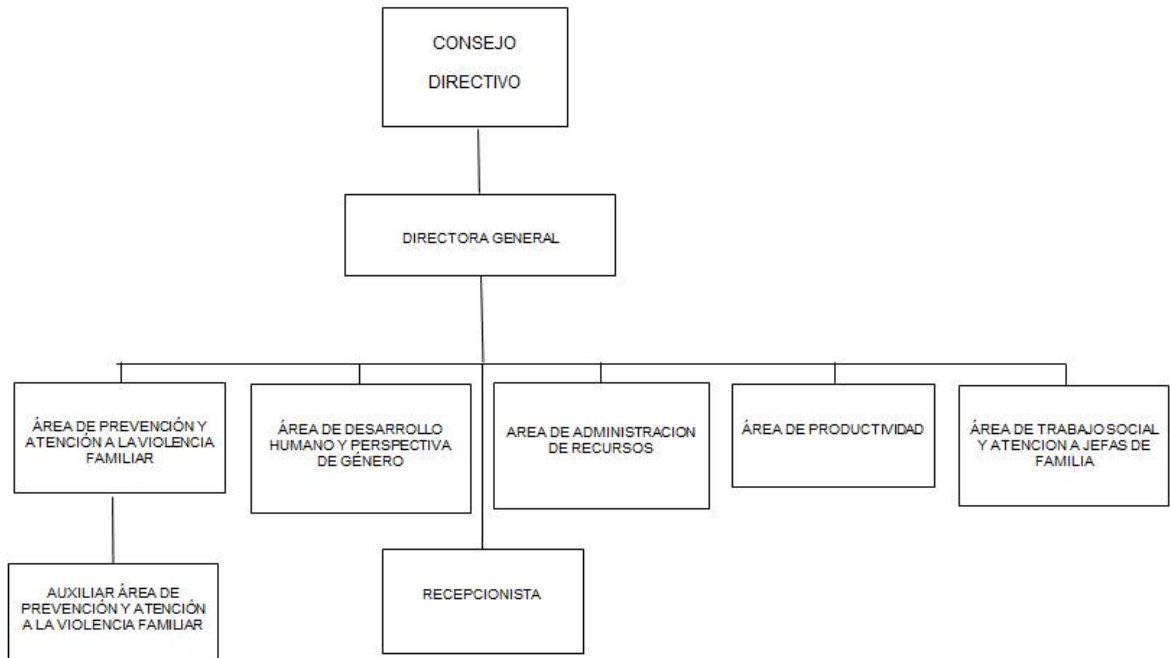 CONSEJO
DIRECTIVO
DIRECTORA GENERAL
ÁREA DE PREVENCIÓN Y
ATENCIÓN A LA VIOLENCIA
FAMILIAR
ÁREA DE DESARROLLO
HUMANO Y PERSPECTIVA
DE GÉNERO
AREA DE ADMINISTRACION
DE RECURSOS
ÁREA DE PRODUCTIVIDAD
ÁREA DE TRABAJO SOCIAL
Y ATENCION A JEFAS DE
FAMILIA
AUXILIAR ÁREA DE
PREVENCIÓN Y ATENCIÓN
A LA VIOLENCIA FAMILIAR
RECEPCIONISTA